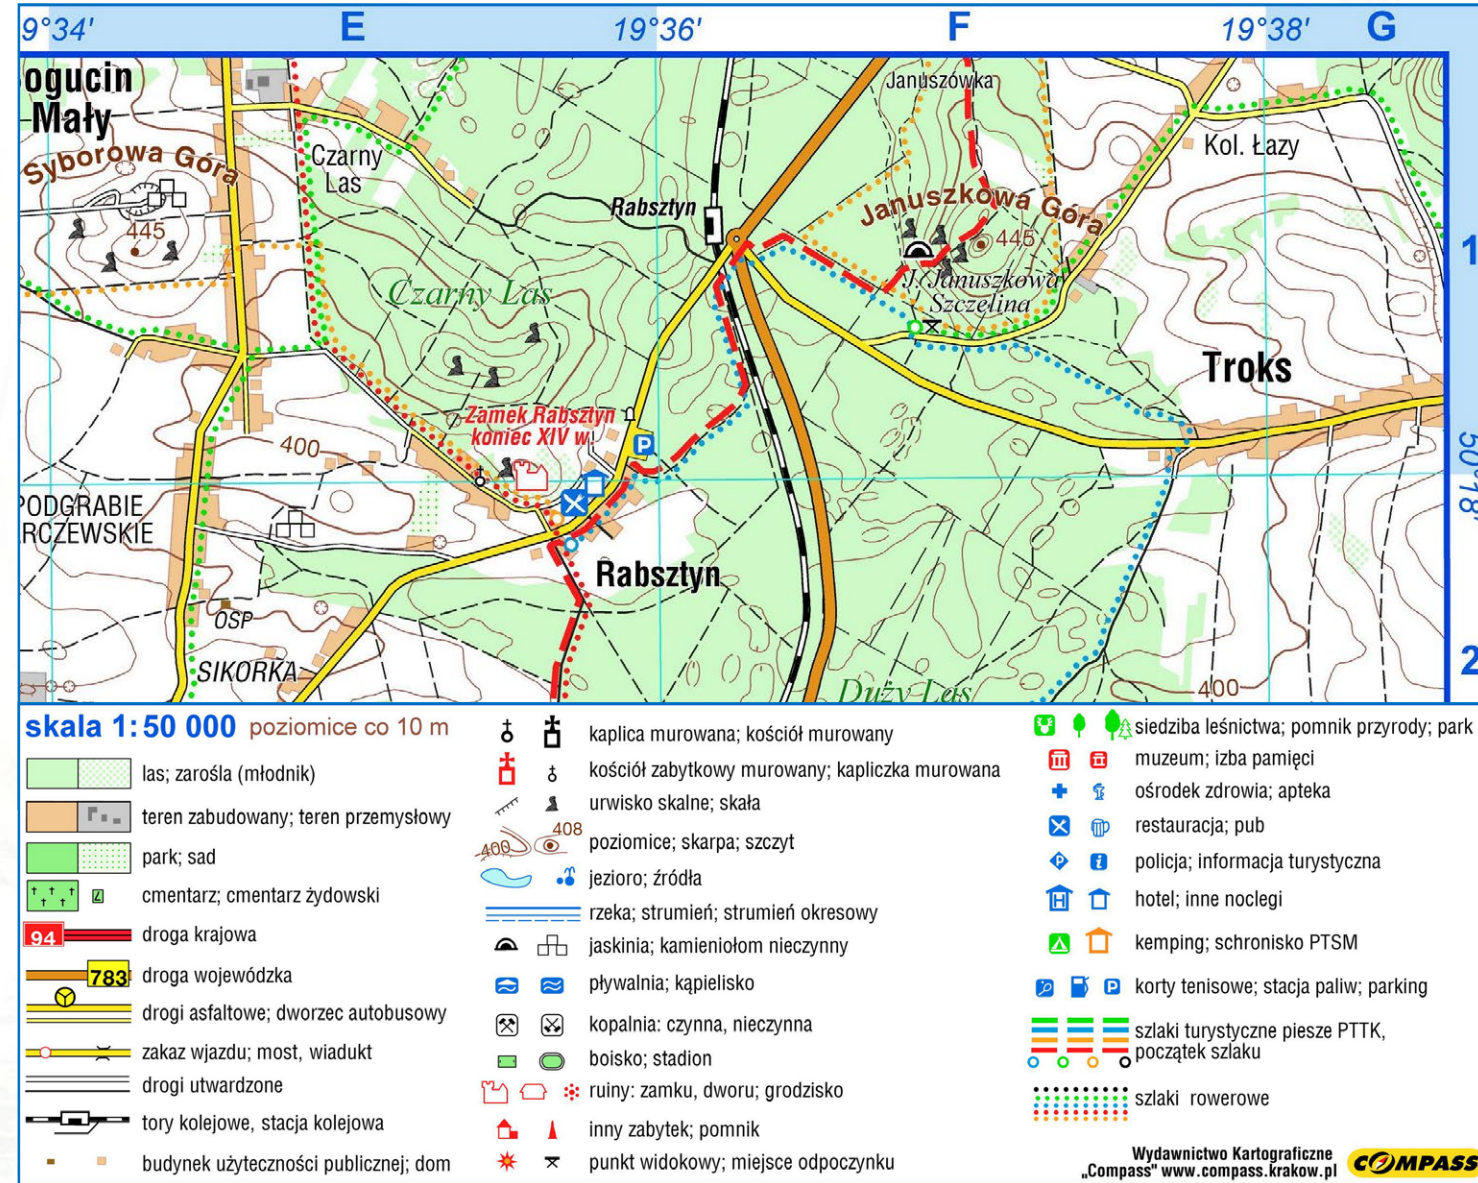 9°34'
E
19°36'
F
19°38'
G
ogucin
Mały
Januszówka
Kol. Łazy
Czarny
Las
Syborowa Góra
445
Rabsztyn
Januszkowa Góra
445
1
J. Januszkowa
Szczelina
Czarny Las
Troks
Zamek Rabsztyn
koniec XIV w.
P
400
50°18'
PODGRABIE
RCZEWSKIE
Rabsztyn
OSP
SIKORKA
2
Duży Las
400
skala 1:50 000 poziomice co 10 m
las; zarośla (młodnik)
teren zabudowany; teren przemysłowy
park; sad
cmentarz; cmentarz żydowski
94 droga krajowa
783 droga wojewódzka
drogi asfaltowe; dworzec autobusowy
zakaz wjazdu; most, wiadukt
drogi utwardzone
tory kolejowe, stacja kolejowa
budynek użyteczności publicznej; dom
kaplica murowana; kościół murowany
kościół zabytkowy murowany; kapliczka murowana
urwisko skalne; skała
400 408 poziomice; skarpa; szczyt
jezioro; źródła
rzeka; strumień; strumień okresowy
jaskinia; kamieniołom nieczynny
pływalnia; kąpielisko
kopalnia: czynna, nieczynna
boisko; stadion
ruiny: zamku, dworu; grodzisko
inny zabytek; pomnik
punkt widokowy; miejsce odpoczynku
siedziba leśnictwa; pomnik przyrody; park
muzeum; izba pamięci
ośrodek zdrowia; apteka
restauracja; pub
P i policja; informacja turystyczna
H hotel; inne noclegi
kemping; schronisko PTSM
P korty tenisowe; stacja paliw; parking
szlaki turystyczne piesze PTTK,
początek szlaku
szlaki rowerowe
Wydawnictwo Kartograficzne
„Compass" www.compass.krakow.pl
COMPASS